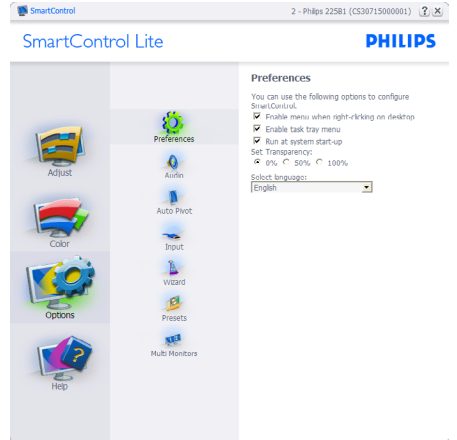 SmartControl
2 - Philips 225B1 (CS30715000001)
?
X
SmartControl Lite
PHILIPS
Adjust
Color
Options
?
Help
Preferences
Audio
Auto Pivot
Input
Wizard
Presets
Multi Monitors
Preferences
You can use the following options to configure
SmartControl.
Enable menu when right-clicking on desktop
Enable task tray menu
Run at system start-up
Set Transparency:
0% 50% 100%
Select language:
English